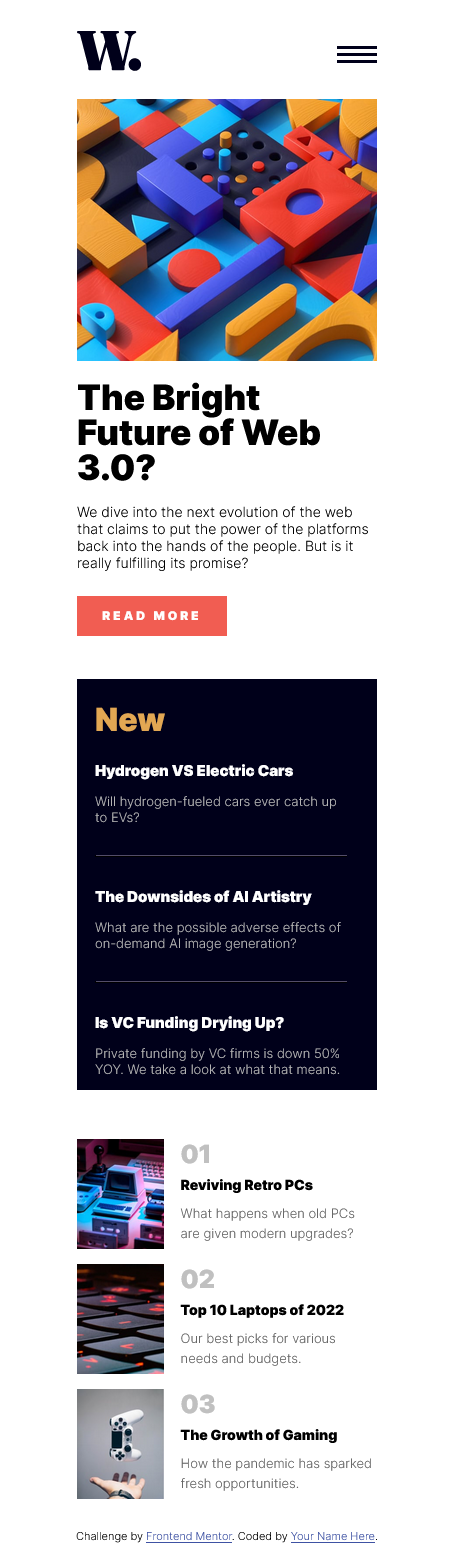 W.
The Bright
Future of Web
3.0?
We dive into the next evolution of the web
that claims to put the power of the platforms
back into the hands of the people. But is it
really fulfilling its promise?
READ MORE
New
Hydrogen VS Electric Cars
Will hydrogen-fueled cars ever catch up
to EVs?
The Downsides of AI Artistry
What are the possible adverse effects of
on-demand AI image generation?
Is VC Funding Drying Up?
Private funding by VC firms is down 50%
YOY. We take a look at what that means.
01
Reviving Retro PCs
What happens when old PCs
are given modern upgrades?
02
Top 10 Laptops of 2022
Our best picks for various
needs and budgets.
03
The Growth of Gaming
How the pandemic has sparked
fresh opportunities.
Challenge by Frontend Mentor. Coded by Your Name Here.